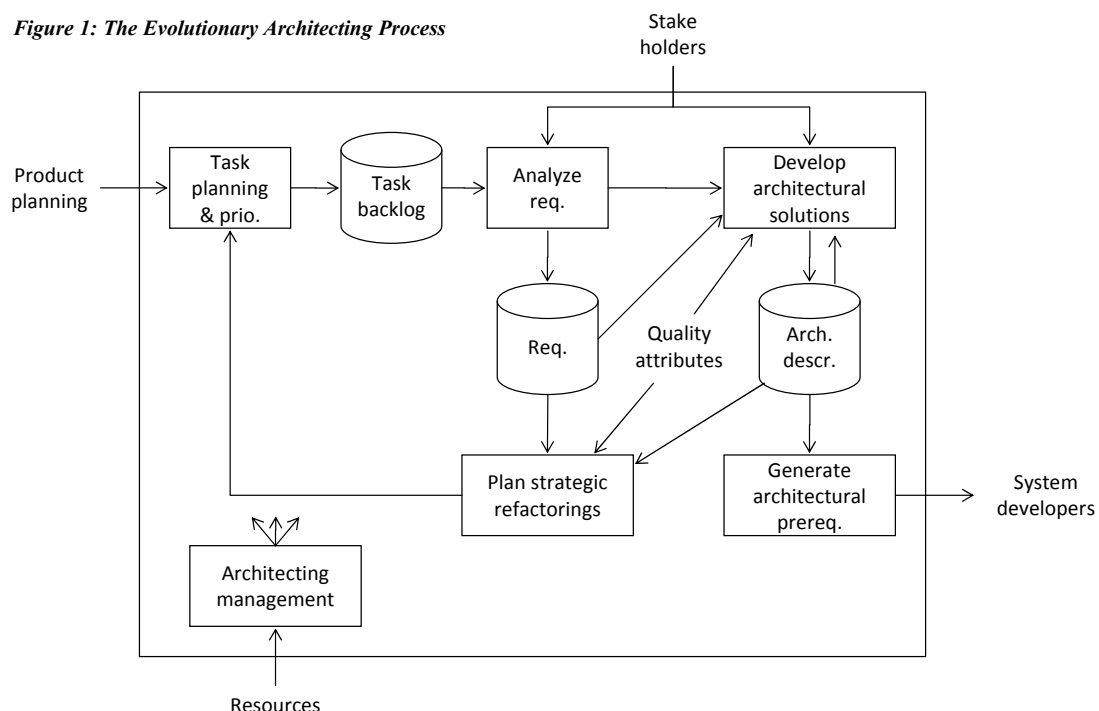 Figure 1: The Evolutionary Architecting Process
Stake
holders
Product
planning
Task
planning
& prio.
Task
backlog
Analyze
req.
Develop
architectural
solutions
Req.
Quality
attributes
Arch.
descr.
Plan strategic
refactorings
Generate
architectural
prereq.
System
developers
Architecting
management
Resources